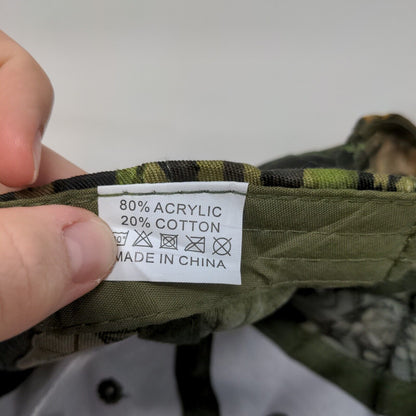 80% ACRYLIC
20% COTTON
MADE IN CHINA